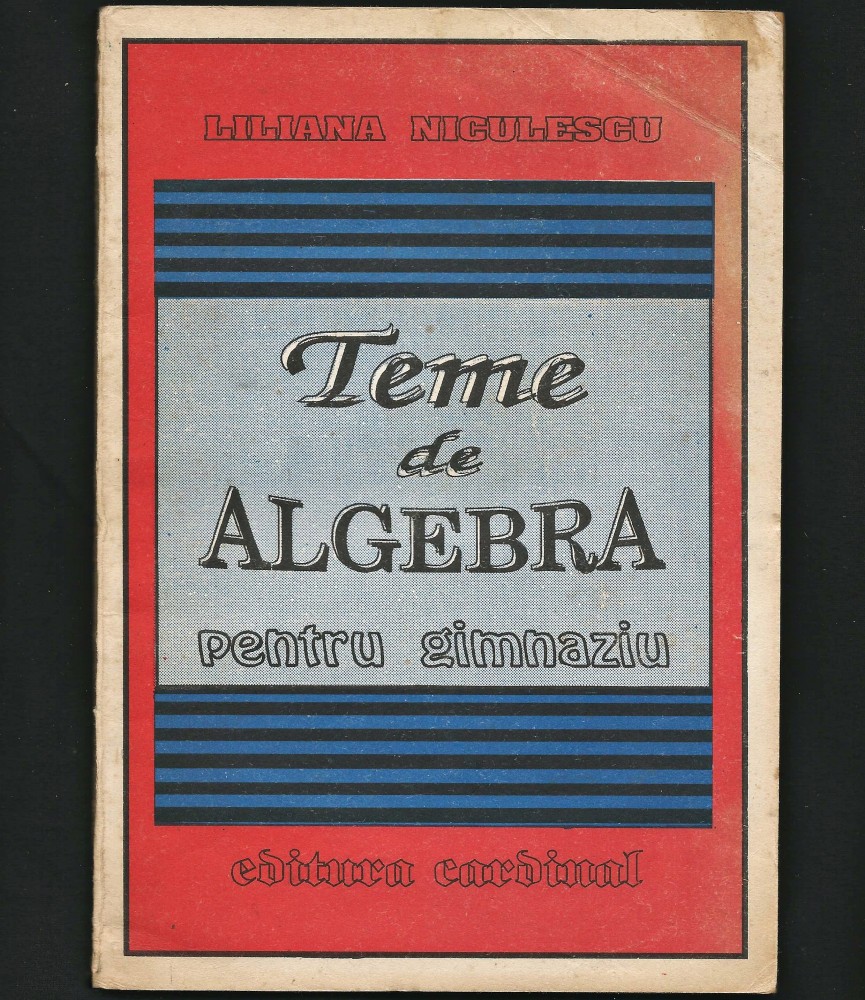 LILIANA NICULESCU
Teme
de
ALGEBRA
pentru gimnaziu
editura cardinal